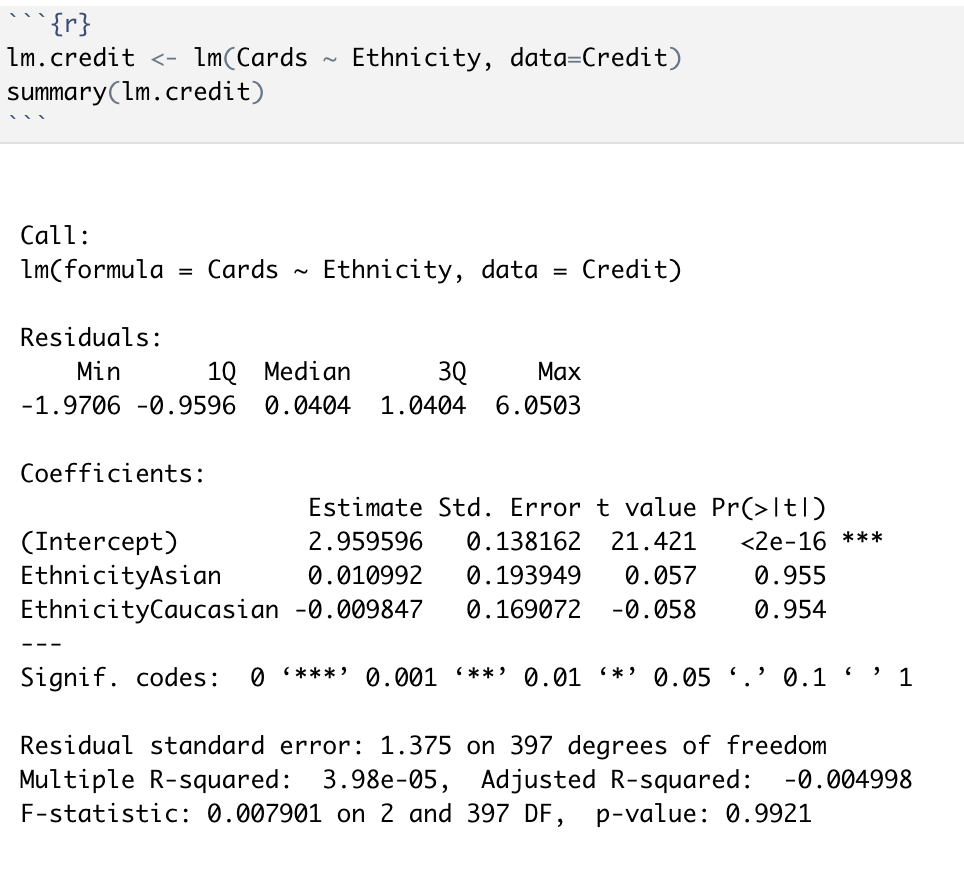 ```{r}
lm.credit <- lm(Cards ~ Ethnicity, data=Credit)
summary(lm.credit)
```
Call:
lm(formula = Cards ~ Ethnicity, data = Credit)
Residuals:
    Min      1Q  Median      3Q     Max
-1.9706 -0.9596  0.0404  1.0404  6.0503
Coefficients:
                    Estimate Std. Error t value Pr(>|t|)
(Intercept)         2.959596   0.138162  21.421   <2e-16 ***
EthnicityAsian      0.010992   0.193949   0.057    0.955
EthnicityCaucasian -0.009847   0.169072  -0.058    0.954
---
Signif. codes:  0 ‘***’ 0.001 ‘**’ 0.01 ‘*’ 0.05 ‘.’ 0.1 ‘ ’ 1
Residual standard error: 1.375 on 397 degrees of freedom
Multiple R-squared:  3.98e-05,	Adjusted R-squared:  -0.004998
F-statistic: 0.007901 on 2 and 397 DF,  p-value: 0.9921